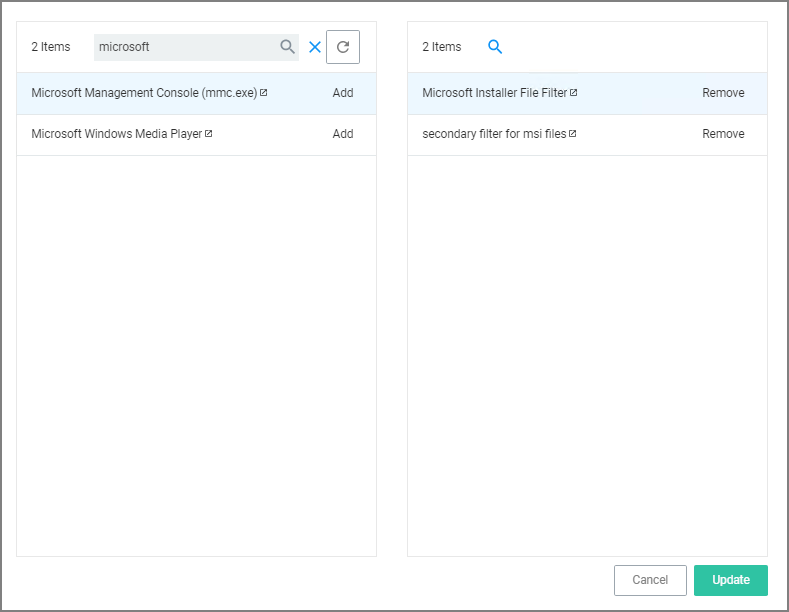 2 Items
microsoft
Microsoft Management Console (mmc.exe)
Add
Microsoft Windows Media Player
Add
2 Items
Microsoft Installer File Filter
Remove
secondary filter for msi files
Remove
Cancel
Update